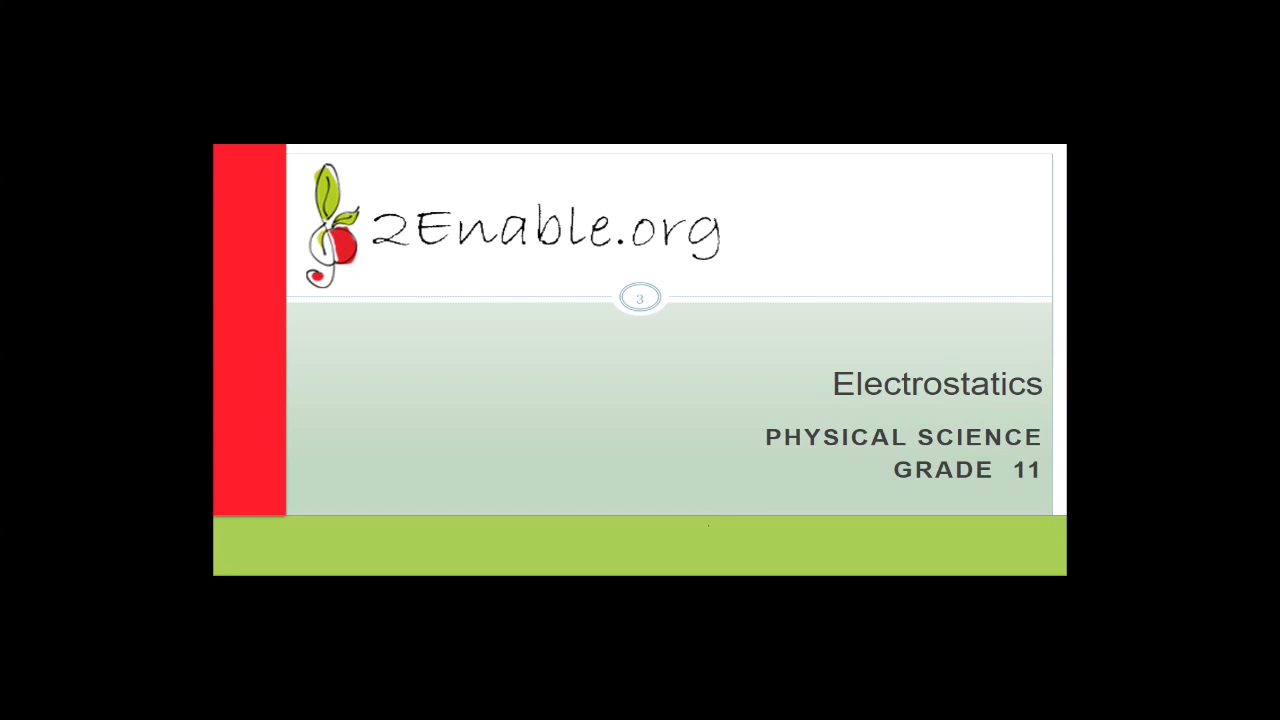 2Enable.org
3
Electrostatics
PHYSICAL SCIENCE
GRADE 11